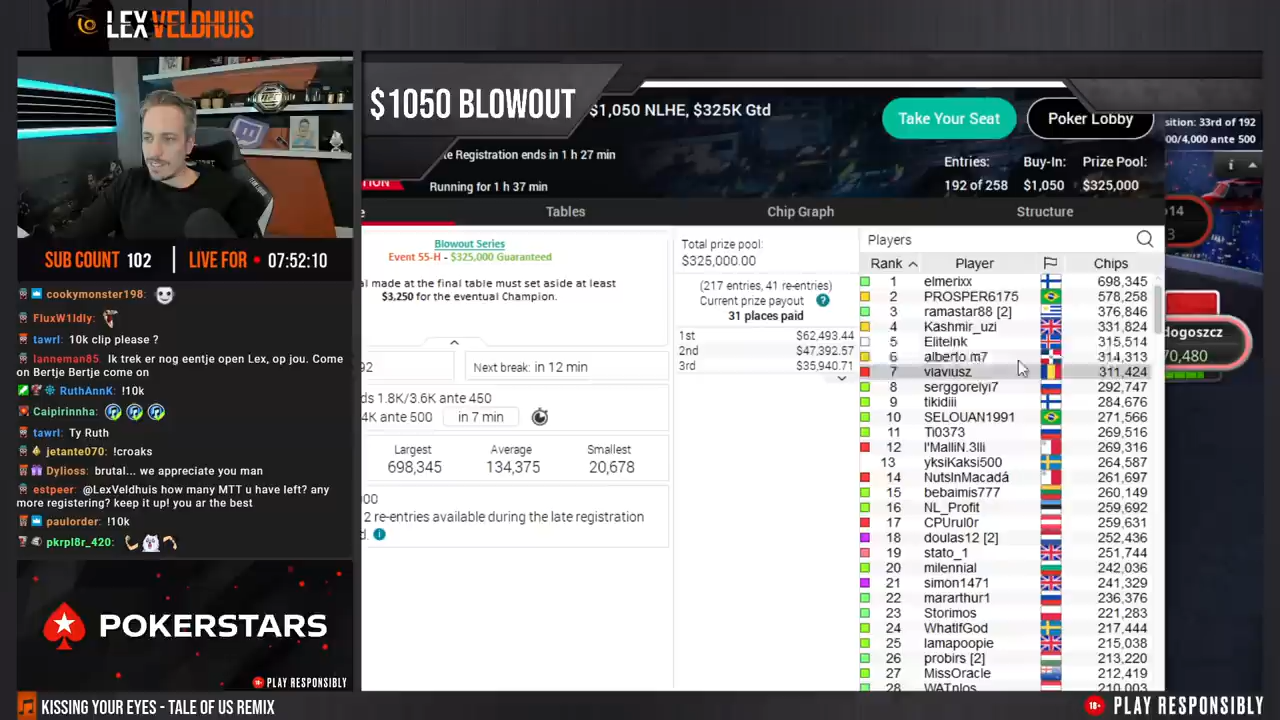 LEX VELDHUIS
$1050 BLOWOUT
$1,050 NLHE, $325K Gtd
Take Your Seat
Poker Lobby
sition: 33rd of 192
00/4,000 ante 500
te Registration ends in 1 h 27 min
Running for 1 h 37 min
Entries:
192 of 258
Buy-In:
$1,050
Prize Pool:
$325,000
Tables
Chip Graph
Structure
SUB COUNT 102
LIVE FOR • 07:52:10
cookymonster198:
FluxW1ldly:
tawrl: 10k clip please ?
lanneman85: Ik trek er nog eentje open Lex, op jou. Come
on Bertje Bertje come on
RuthAnnK: !10k
Caipirinnha:
tawrl: Ty Ruth
jetante070: !croaks
Dylioss: brutal... we appreciate you man
estpeer: @LexVeldhuis how many MTT u have left? any
more registering? keep it up! you ar the best
paulorder: !10k
pkrpl8r_420:
POKERSTARS
18+ PLAY RESPONSIBLY
KISSING YOUR EYES - TALE OF US REMIX
Blowout Series
Event 55-H - $325,000 Guaranteed
al made at the final table must set aside at least
$3,250 for the eventual Champion.
92
Next break: in 12 min
ds 1.8K/3.6K ante 450
4K ante 500
in 7 min
Largest
698,345
Average
134,375
Smallest
20,678
000
2 re-entries available during the late registration
d.
Total prize pool:
$325,000.00
(217 entries, 41 re-entries)
Current prize payout
31 places paid
1st $62,493.44
2nd $47,392.57
3rd $35,940.71
Players
Rank Player Chips
1 elmerixx 698,345
2 PROSPER6175 578,258
3 ramastar88 [2] 376,846
4 Kashmir_uzi 331,824
5 EliteInk 315,514
6 alberto m7 314,313
7 viaviusz 311,424
8 serggorelyi7 292,747
9 tikidiii 284,676
10 SELOUAN1991 271,566
11 Ti0373 269,516
12 I'MalliN.3lli 269,316
13 yksiKaksi500 264,587
14 NutsInMacadá 261,697
15 bebaimis777 260,149
16 NL_Profit 259,692
17 CPUrul0r 259,631
18 doulas12 [2] 252,436
19 stato_1 251,744
20 milennial 242,036
21 simon1471 241,329
22 mararthur1 236,376
23 Storimos 221,283
24 WhatIfGod 217,444
25 lamapoopie 215,038
26 probirs [2] 213,220
27 MissOracle 212,419
28 WATnlos 210,003
14
3
dogoszcz
70,480
18+ PLAY RESPONSIBLY